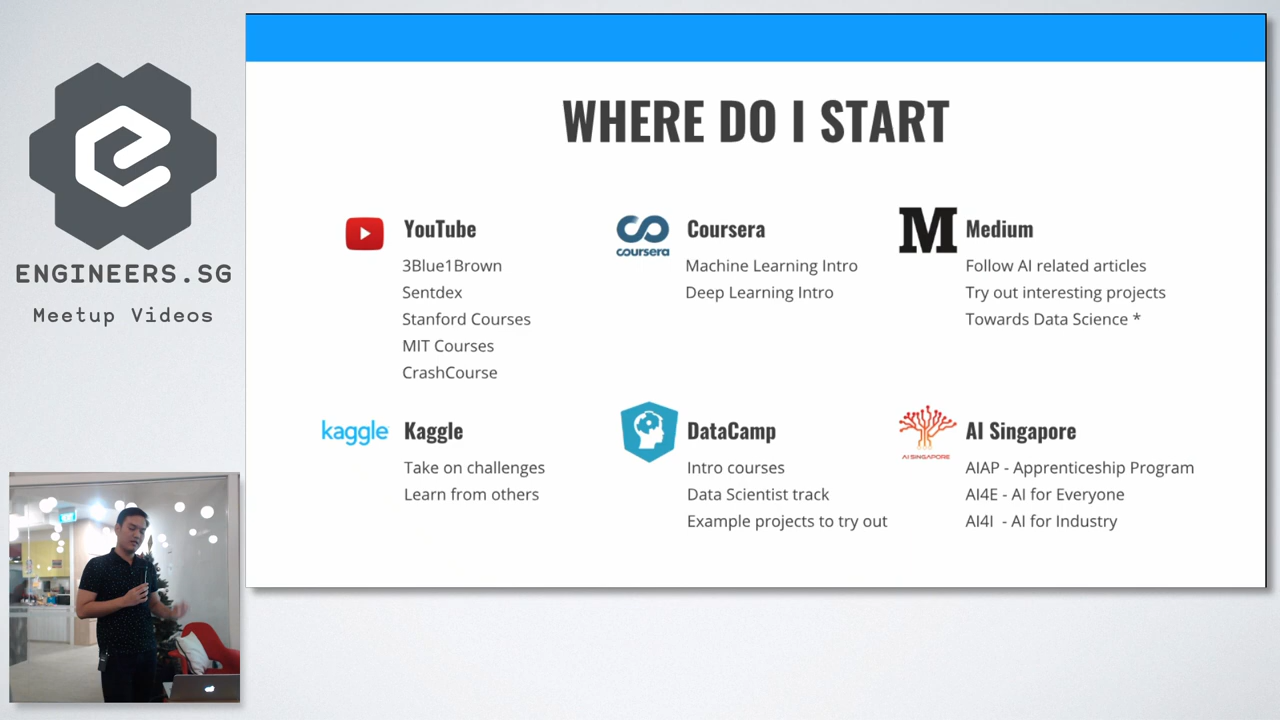 ENGINEERS.SG
Meetup Videos
WHERE DO I START
YouTube
3Blue1Brown
Sentdex
Stanford Courses
MIT Courses
CrashCourse
coursera
Coursera
Machine Learning Intro
Deep Learning Intro
M
Medium
Follow AI related articles
Try out interesting projects
Towards Data Science *
kaggle
Kaggle
Take on challenges
Learn from others
DataCamp
Intro courses
Data Scientist track
Example projects to try out
AI SINGAPORE
AI Singapore
AIAP - Apprenticeship Program
AI4E - AI for Everyone
AI4I - AI for Industry